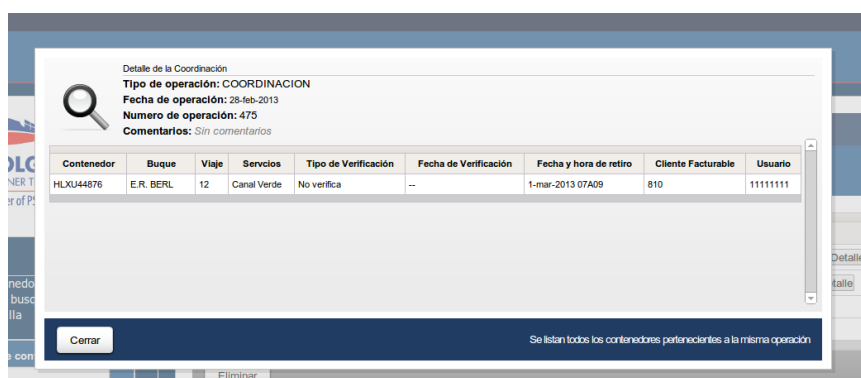 Detalle de la Coordinación
Tipo de operación: COORDINACION
Fecha de operación: 28-feb-2013
Numero de operación: 475
Comentarios: Sin comentarios
Contenedor Buque Viaje Servcios Tipo de Verificación Fecha de Verificación Fecha y hora de retiro Cliente Facturable Usuario
HLXU44876 E.R. BERL 12 Canal Verde No verifica -- 1-mar-2013 07A09 810 11111111
Detalle
talle
Cerrar
Se listan todos los contenedores pertenecientes a la misma operación
Eliminar